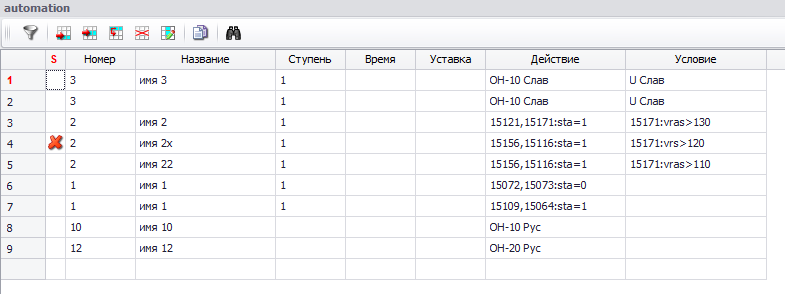 automation
S Номер Название Ступень Время Уставка Действие Условие
1 3 имя 3 1 ОН-10 Слав U Слав
2 3 1 ОН-10 Слав U Слав
3 2 имя 2 1 15121,15171:sta=1 15171:vras>130
4 2 имя 2x 1 15156,15116:sta=1 15171:vrs>120
5 2 имя 22 1 15156,15116:sta=1 15171:vras>110
6 1 имя 1 1 15072,15073:sta=0
7 1 имя 1 1 15109,15064:sta=1
8 10 имя 10 ОН-10 Рус
9 12 имя 12 ОН-20 Рус